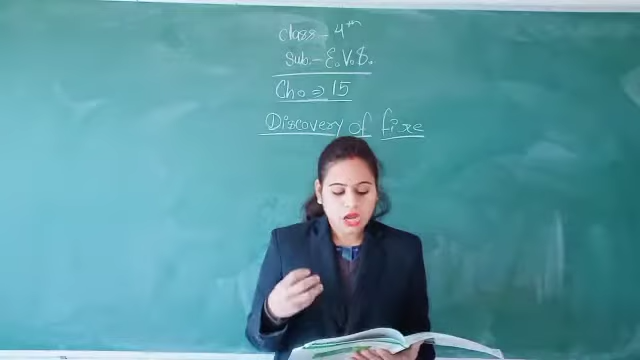 Class - 4th
Sub. - E.V.S.
Ch. ⇒ 15
Discovery of fire